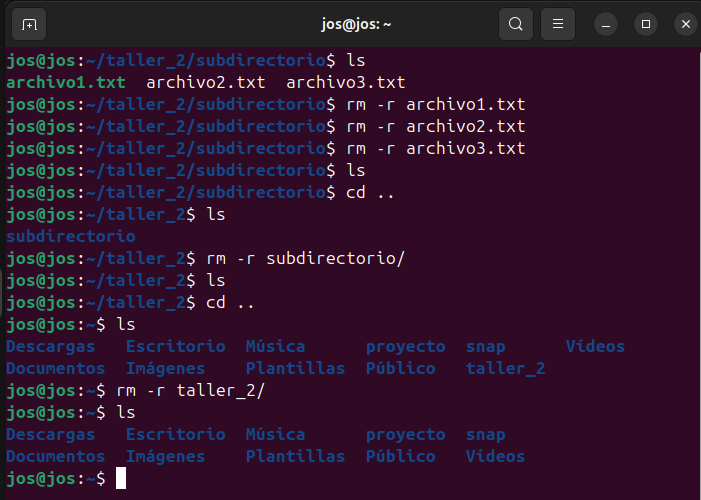 jos@jos: ~
jos@jos:~/taller_2/subdirectorio$ ls
archivo1.txt  archivo2.txt  archivo3.txt
jos@jos:~/taller_2/subdirectorio$ rm -r archivo1.txt
jos@jos:~/taller_2/subdirectorio$ rm -r archivo2.txt
jos@jos:~/taller_2/subdirectorio$ rm -r archivo3.txt
jos@jos:~/taller_2/subdirectorio$ ls
jos@jos:~/taller_2/subdirectorio$ cd ..
jos@jos:~/taller_2$ ls
subdirectorio
jos@jos:~/taller_2$ rm -r subdirectorio/
jos@jos:~/taller_2$ ls
jos@jos:~/taller_2$ cd ..
jos@jos:~$ ls
Descargas   Escritorio  Música      proyecto  snap      Vídeos
Documentos  Imágenes    Plantillas  Público   taller_2
jos@jos:~$ rm -r taller_2/
jos@jos:~$ ls
Descargas   Escritorio  Música      proyecto  snap
Documentos  Imágenes    Plantillas  Público   Vídeos
jos@jos:~$